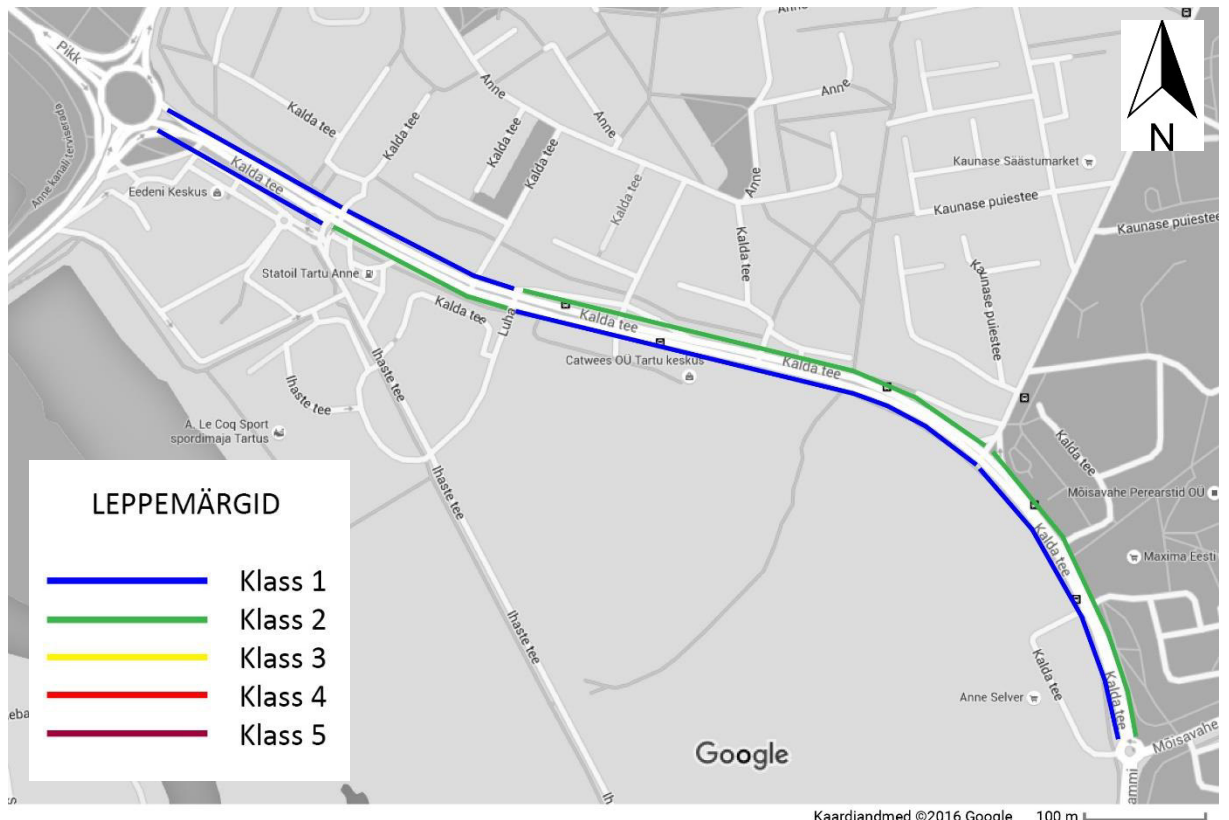 Pikk
Anne kanali terviserada
Kalda tee
Kalda tee
Kalda tee
Kalda tee
Kalda tee
Kalda tee
Anne
Anne
Anne
Anne
Anne
Kaunase Säästumarket
Kaunase puiestee
Kaunase puiestee
Kaunase puiestee
N
Eedeni Keskus
Statoil Tartu Anne
Kalda tee
Luha
Kalda tee
Kalda tee
Kalda tee
Catwees OÜ Tartu keskus
Ihaste tee
Ihaste tee
A. Le Coq Sport
spordimaja Tartus
Ihaste tee
Ihaste tee
Kalda tee
Mõisavahe Perearstid OÜ
Maxima Eesti
Kalda tee
Kalda tee
Kalda tee
Anne Selver
Mõisavahe
ammi
LEPPEMÄRGID
Klass 1
Klass 2
Klass 3
Klass 4
Klass 5
eba
s
Ih
Google
Kaardiandmed ©2016 Google 100 m